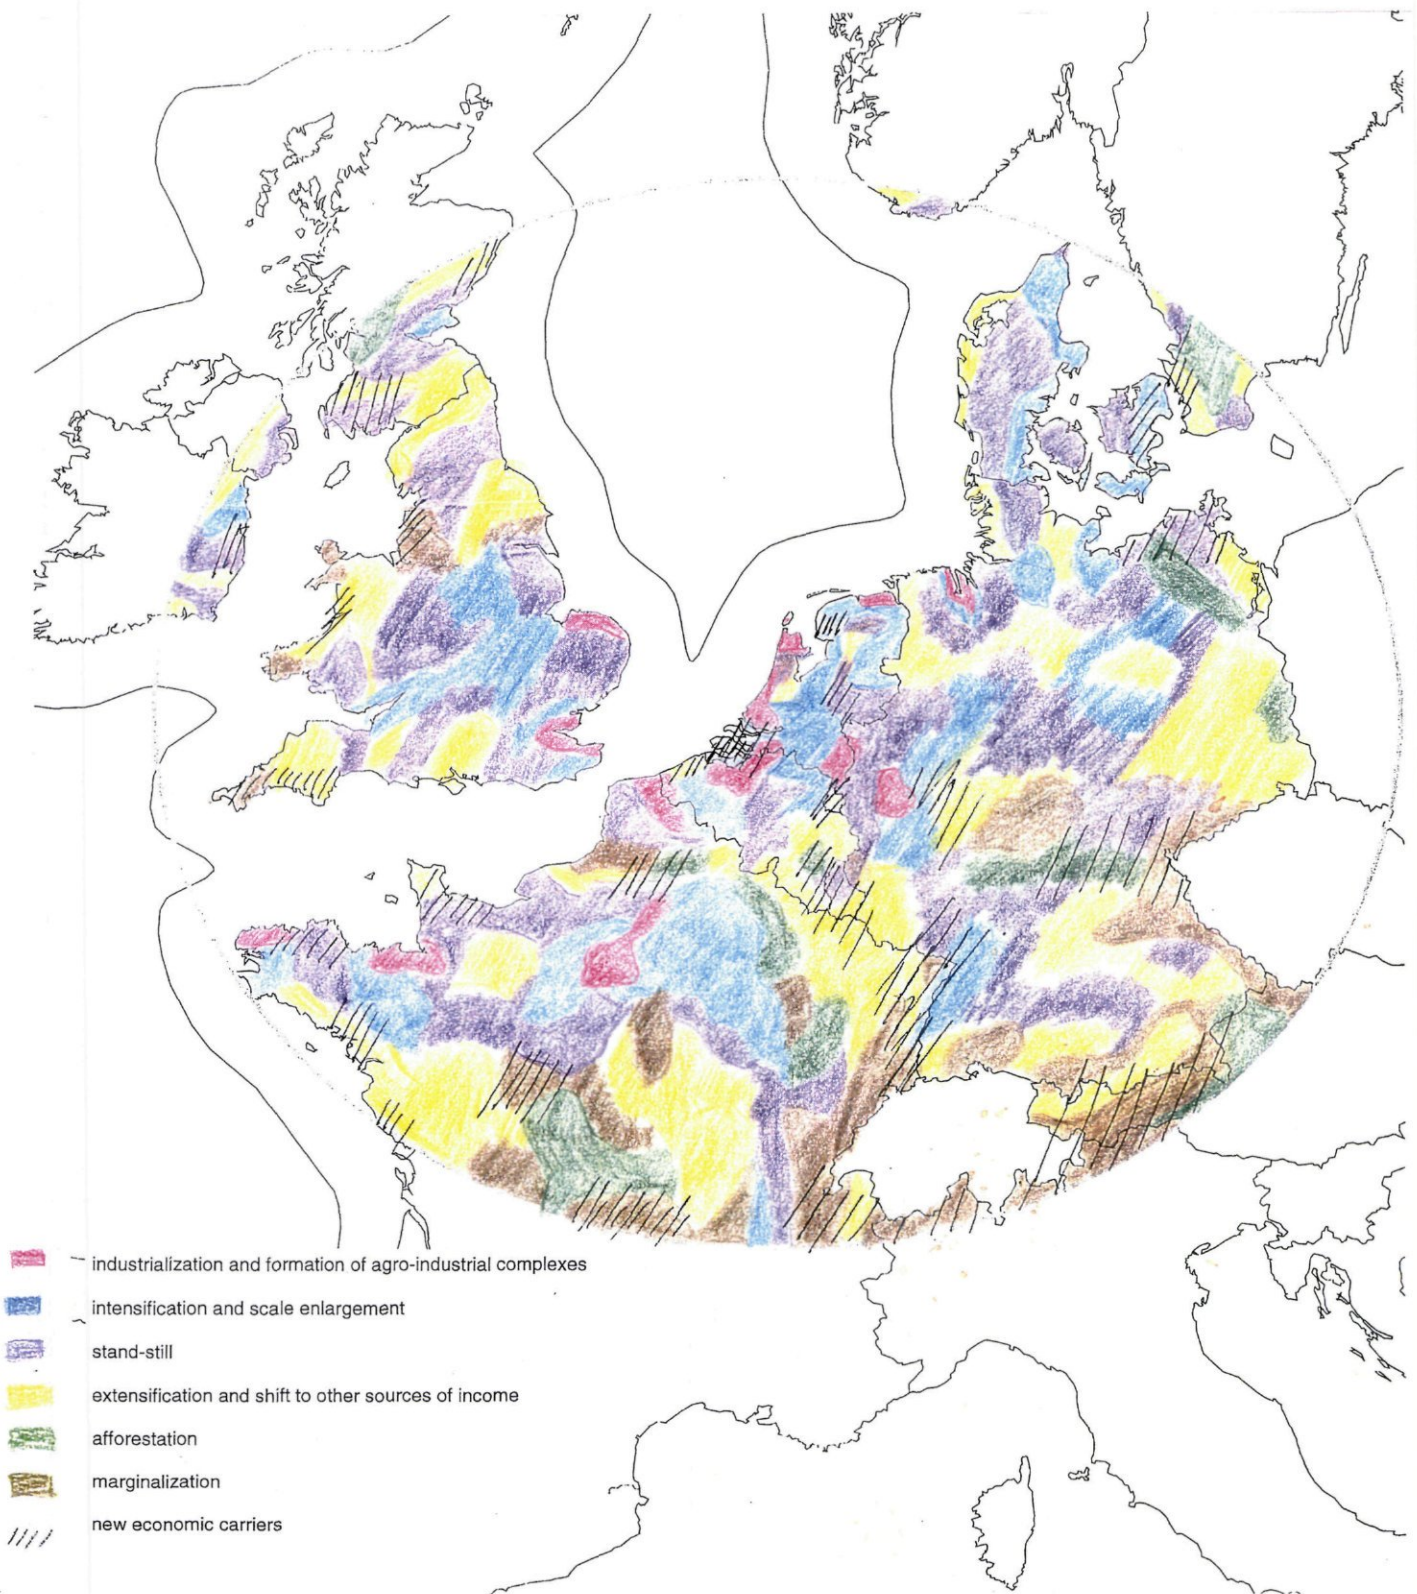 industrialization and formation of agro-industrial complexes
intensification and scale enlargement
stand-still
extensification and shift to other sources of income
afforestation
marginalization
new economic carriers